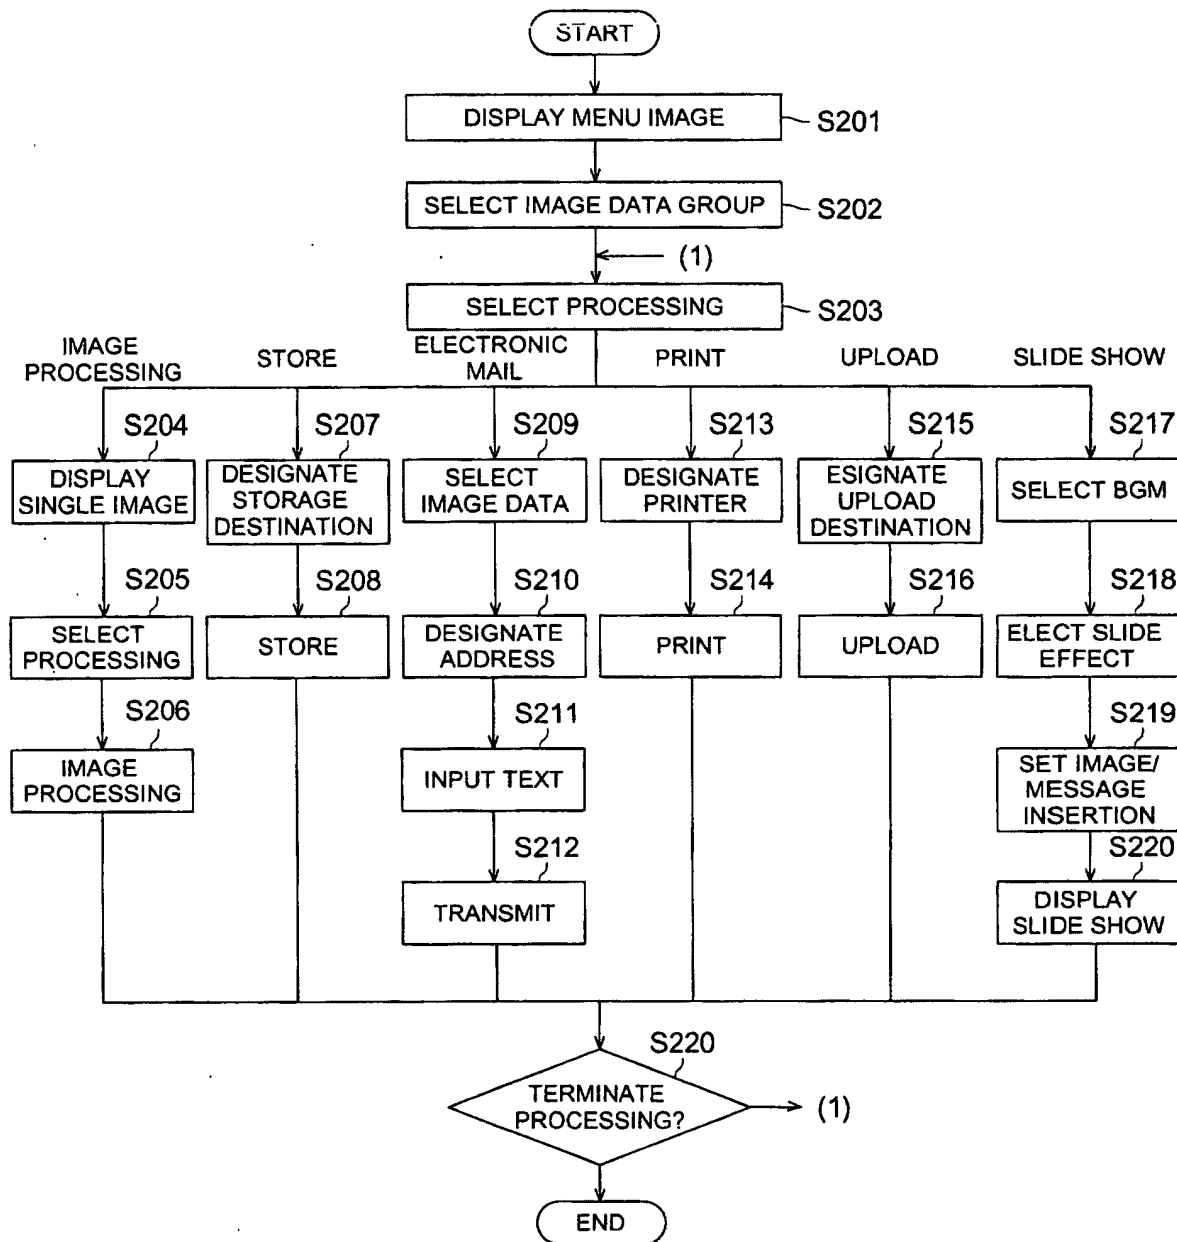 START
DISPLAY MENU IMAGE
S201
SELECT IMAGE DATA GROUP
S202
(1)
SELECT PROCESSING
S203
IMAGE
PROCESSING
STORE
ELECTRONIC
MAIL
PRINT
UPLOAD
SLIDE SHOW
S204
S207
S209
S213
S215
S217
DISPLAY
SINGLE IMAGE
DESIGNATE
STORAGE
DESTINATION
SELECT
IMAGE DATA
DESIGNATE
PRINTER
ESIGNATE
UPLOAD
DESTINATION
SELECT BGM
S205
S208
S210
S214
S216
S218
SELECT
PROCESSING
STORE
DESIGNATE
ADDRESS
PRINT
UPLOAD
ELECT SLIDE
EFFECT
S206
S211
S219
IMAGE
PROCESSING
INPUT TEXT
SET IMAGE/
MESSAGE
INSERTION
S212
S220
TRANSMIT
DISPLAY
SLIDE SHOW
S220
TERMINATE
PROCESSING?
(1)
END